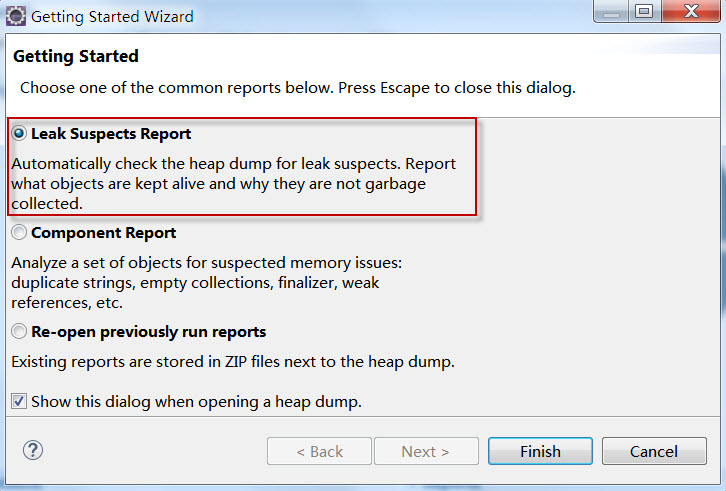 Getting Started Wizard
Getting Started
Choose one of the common reports below. Press Escape to close this dialog.
Leak Suspects Report
Automatically check the heap dump for leak suspects. Report
what objects are kept alive and why they are not garbage
collected.
Component Report
Analyze a set of objects for suspected memory issues:
duplicate strings, empty collections, finalizer, weak
references, etc.
Re-open previously run reports
Existing reports are stored in ZIP files next to the heap dump.
Show this dialog when opening a heap dump.
? < Back Next > Finish Cancel